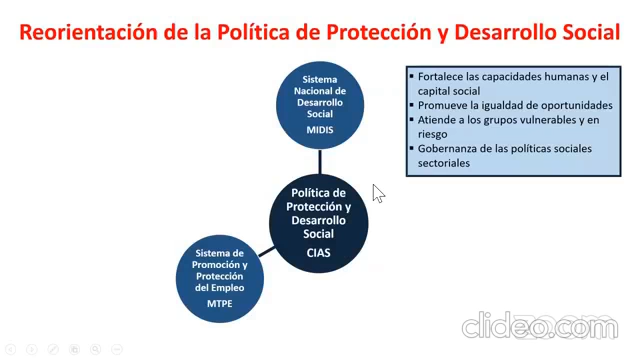 Reorientación de la Política de Protección y Desarrollo Social
Sistema
Nacional de
Desarrollo
Social
MIDIS
▪ Fortalece las capacidades humanas y el
capital social
▪ Promueve la igualdad de oportunidades
▪ Atiende a los grupos vulnerables y en
riesgo
▪ Gobernanza de las políticas sociales
sectoriales
Política de
Protección y
Desarrollo
Social
CIAS
Sistema de
Promoción y
Protección
del Empleo
MTPE
clideo.com